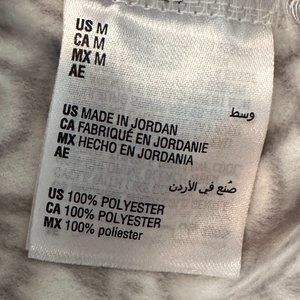 US M
CA M
MX M
AE
وسط
US MADE IN JORDAN
CA FABRIQUÉ EN JORDANIE
MX HECHO EN JORDANIA
AE
صُنع في الأردن
US 100% POLYESTER
CA 100% POLYESTER
MX 100% poliester